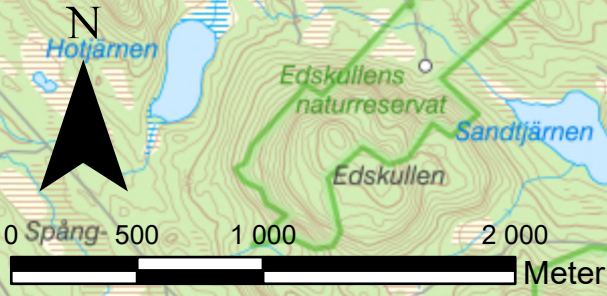 N
Hotjärnen
Edskullens
naturreservat
Sandtjärnen
Edskullen
Spång-
0 500 1 000 2 000
Meter